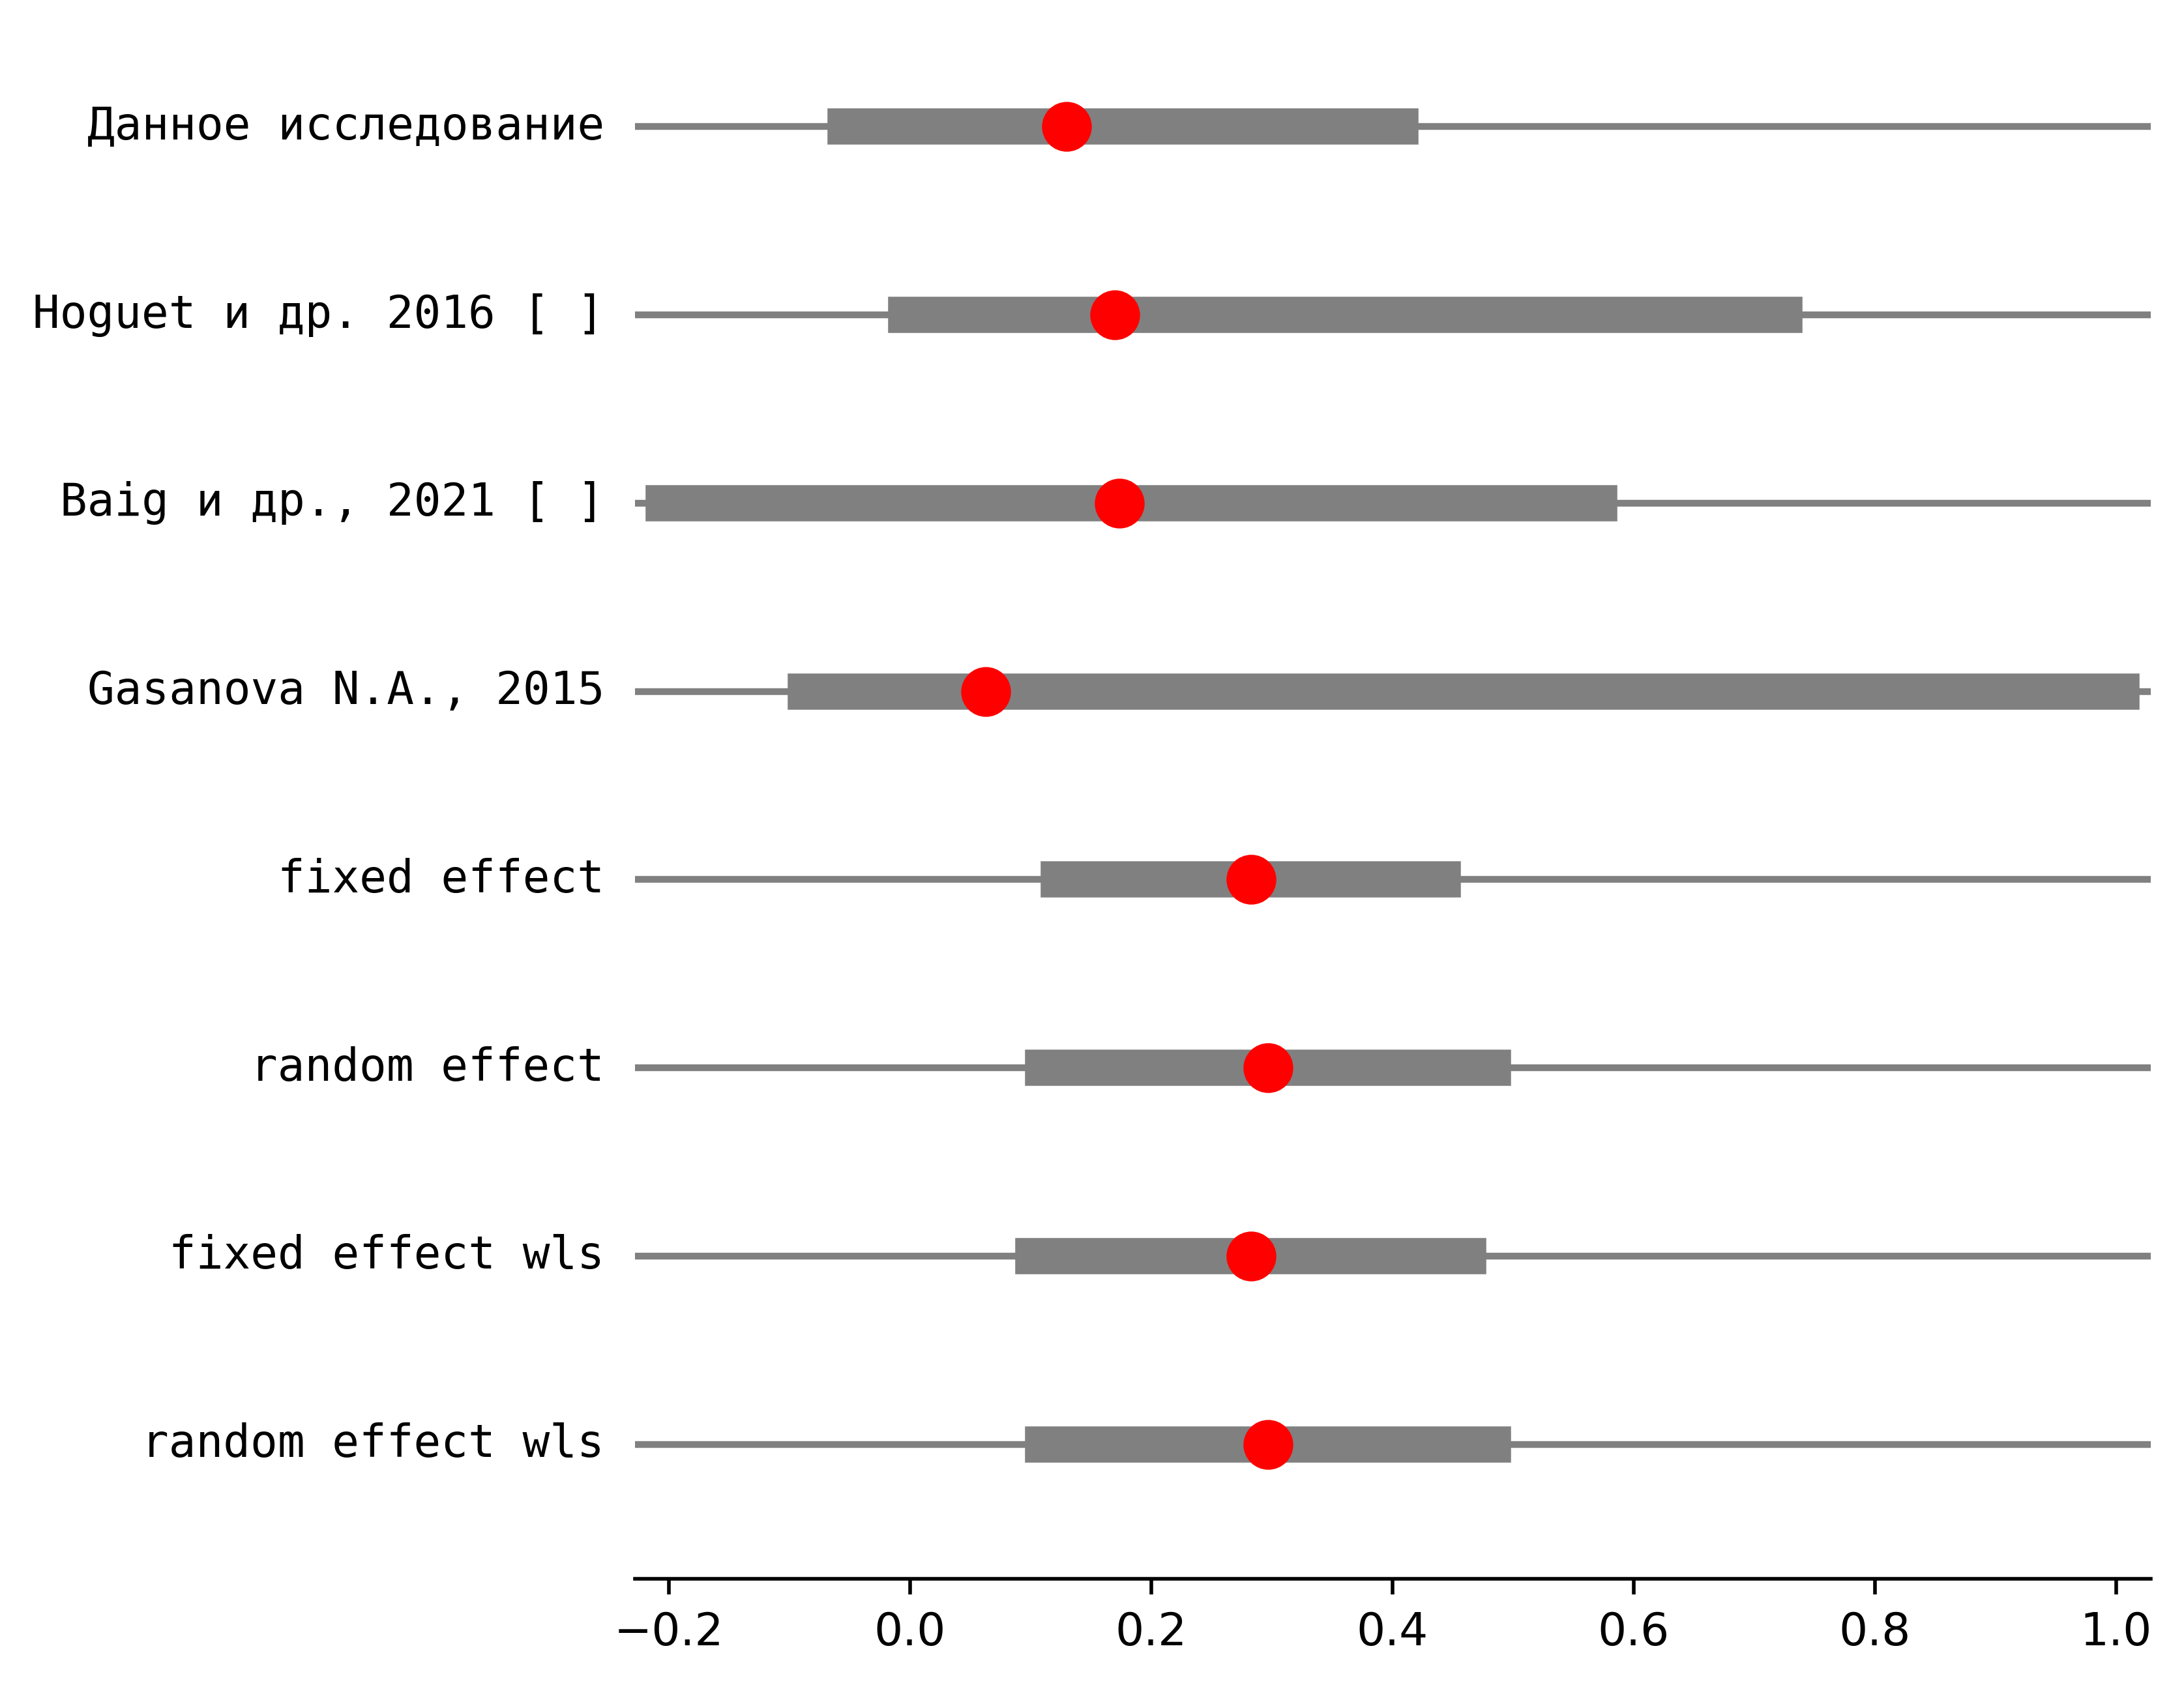 Данное исследование
Hoguet и др. 2016 [ ]
Baig и др., 2021 [ ]
Gasanova N.A., 2015
fixed effect
random effect
fixed effect wls
random effect wls
−0.2 0.0 0.2 0.4 0.6 0.8 1.0